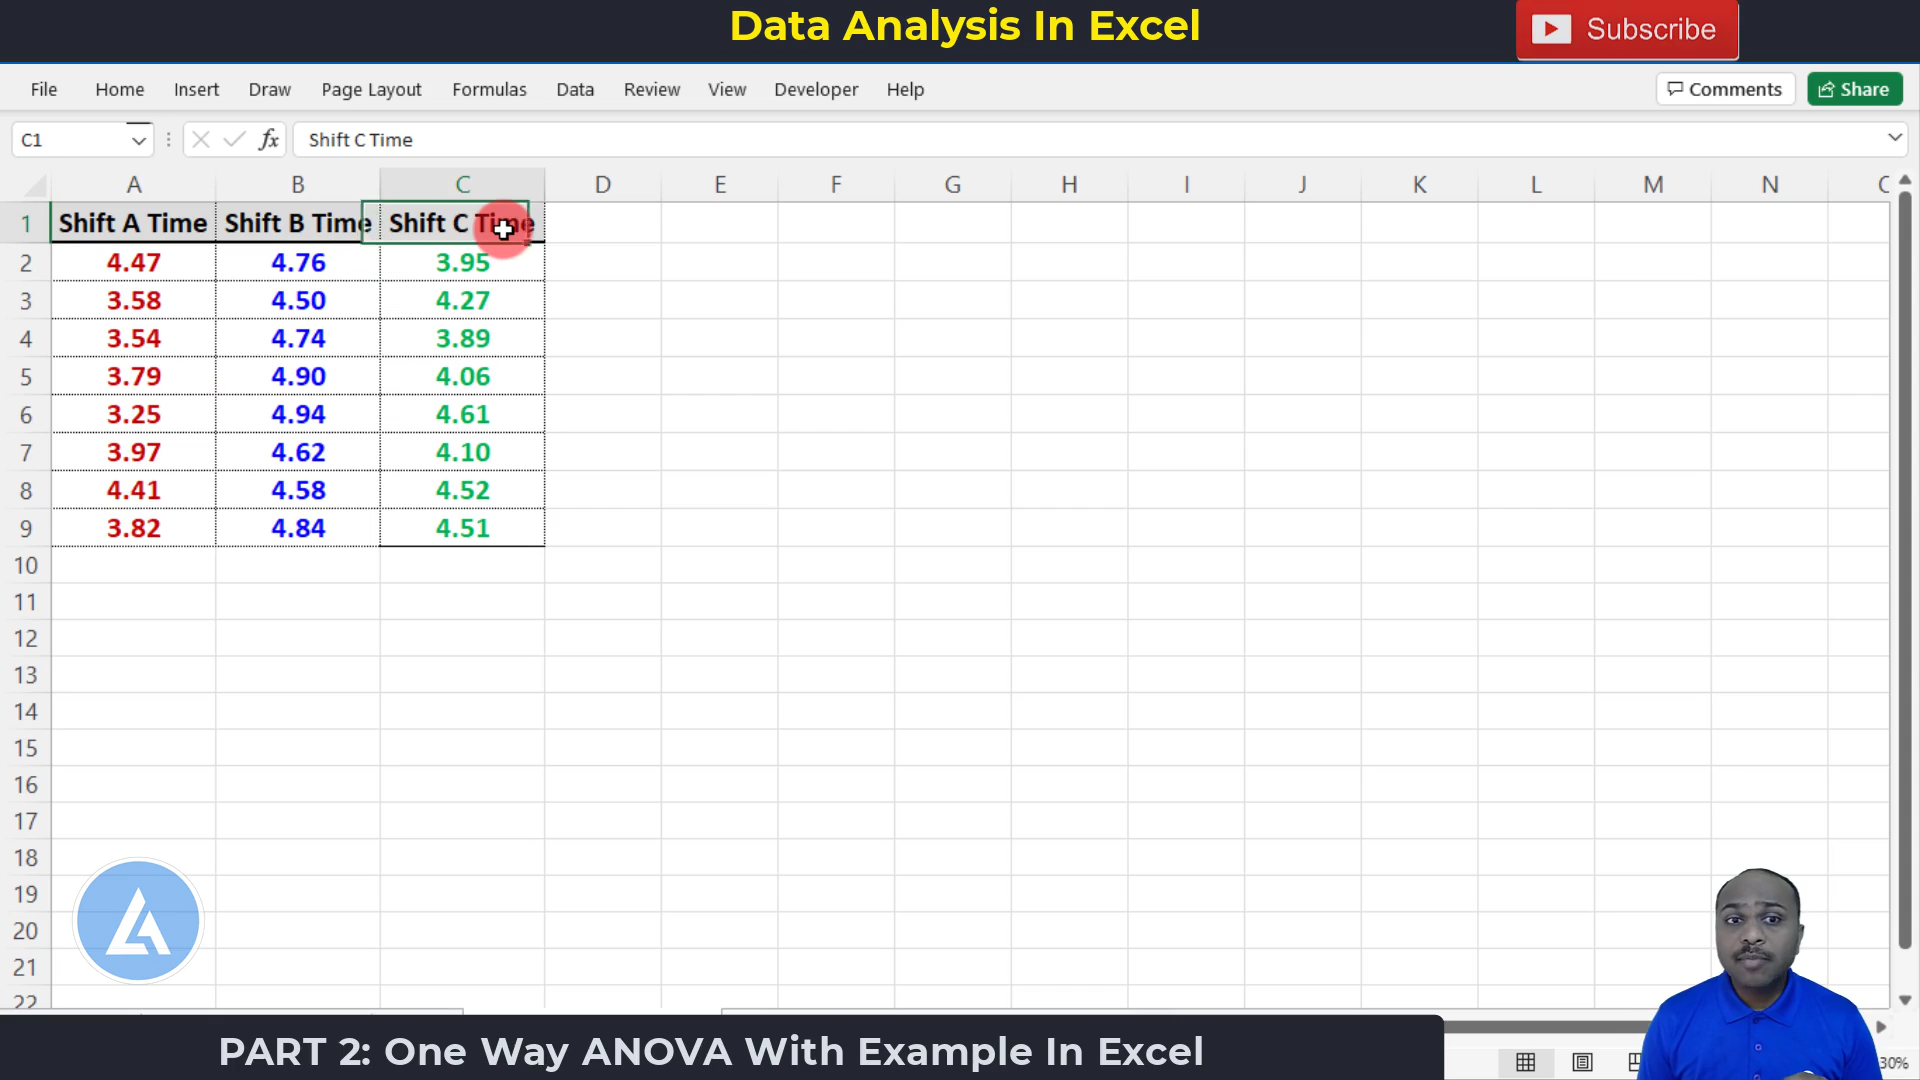 Data Analysis In Excel
Subscribe
File Home Insert Draw Page Layout Formulas Data Review View Developer Help Comments Share
C1 fx Shift C Time
A B C D E F G H I J K L M N
1 Shift A Time Shift B Time Shift C Time
2 4.47 4.76 3.95
3 3.58 4.50 4.27
4 3.54 4.74 3.89
5 3.79 4.90 4.06
6 3.25 4.94 4.61
7 3.97 4.62 4.10
8 4.41 4.58 4.52
9 3.82 4.84 4.51
10
11
12
13
14
15
16
17
18
19
20
21
22
PART 2: One Way ANOVA With Example In Excel